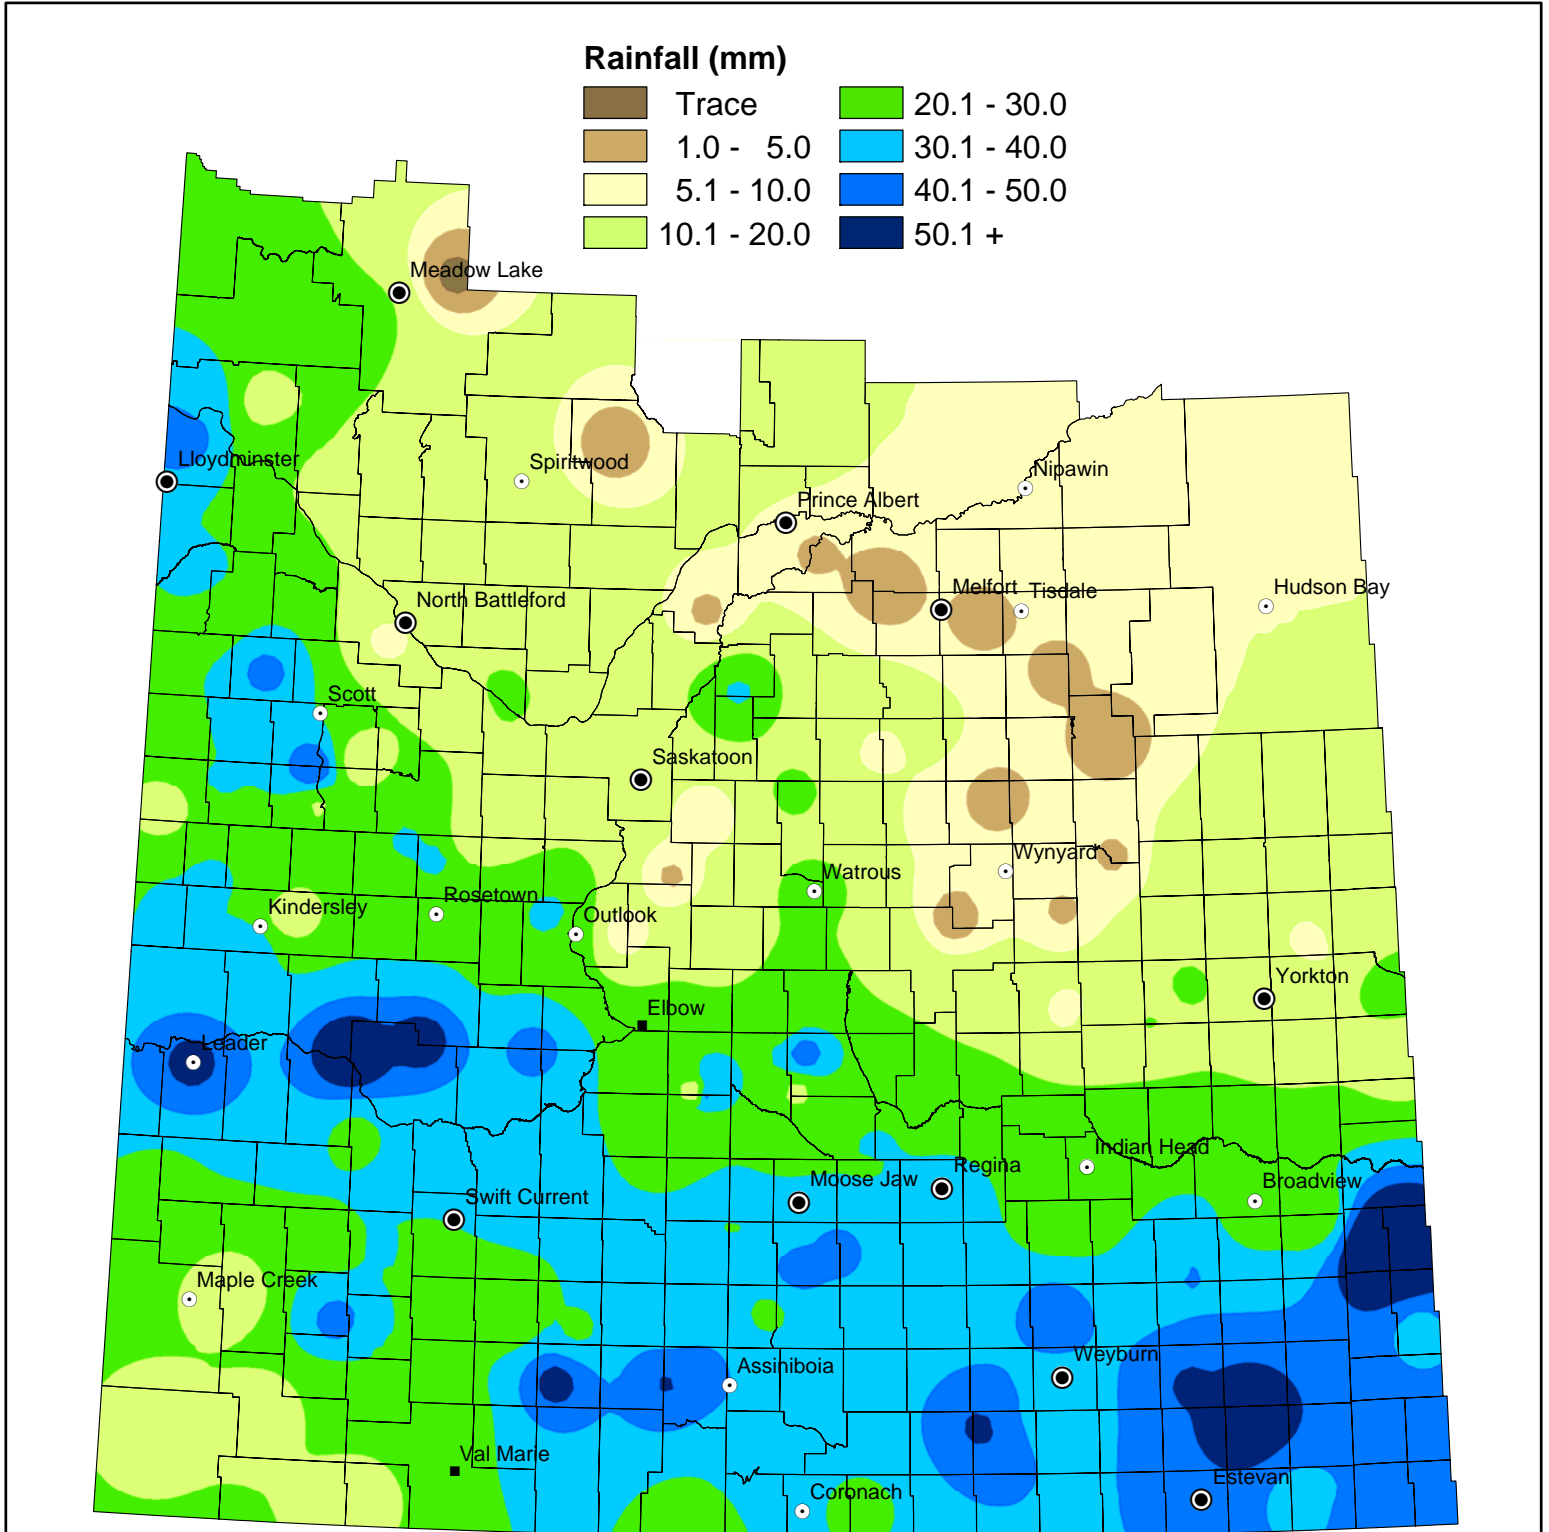 Rainfall (mm)
Trace
20.1 - 30.0
1.0 - 5.0
30.1 - 40.0
5.1 - 10.0
40.1 - 50.0
10.1 - 20.0
50.1 +
Meadow Lake
Lloydminster
Spiritwood
Nipawin
Prince Albert
North Battleford
Melfort
Tisdale
Hudson Bay
Scott
Saskatoon
Wynyard
Watrous
Rosetown
Kindersley
Outlook
Yorkton
Elbow
Leader
Indian Head
Regina
Moose Jaw
Broadview
Swift Current
Maple Creek
Weyburn
Assiniboia
Val Marie
Estevan
Coronach